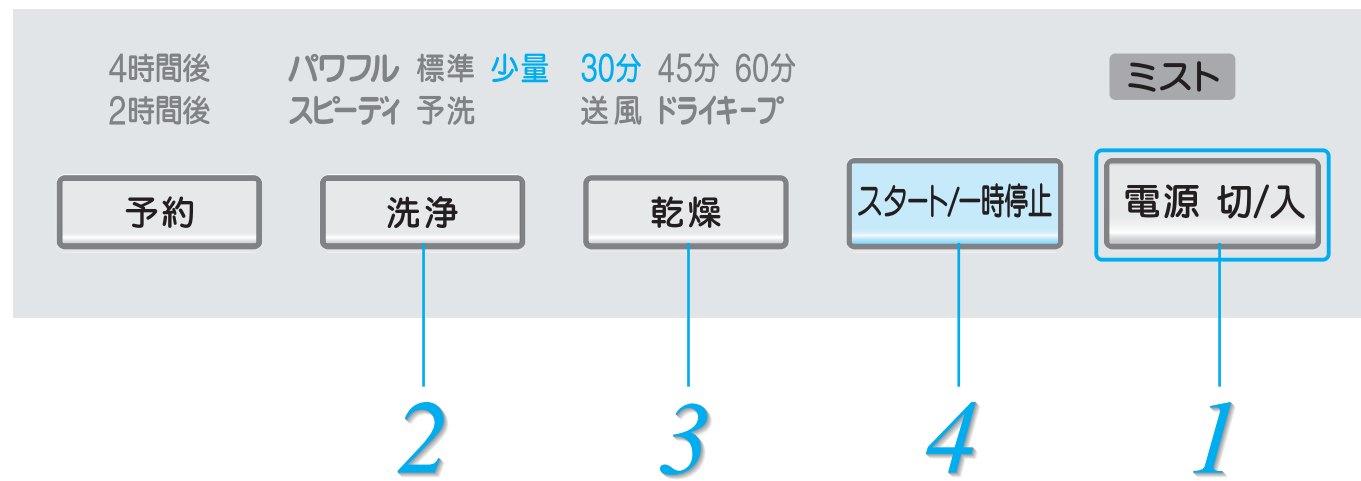 4時間後 パワフル 標準 少量 30分 45分 60分 ミスト
2時間後 スピーディ 予洗 送風 ドライキープ
予約 洗浄 乾燥 スタート/一時停止 電源 切/入
2 3 4 1